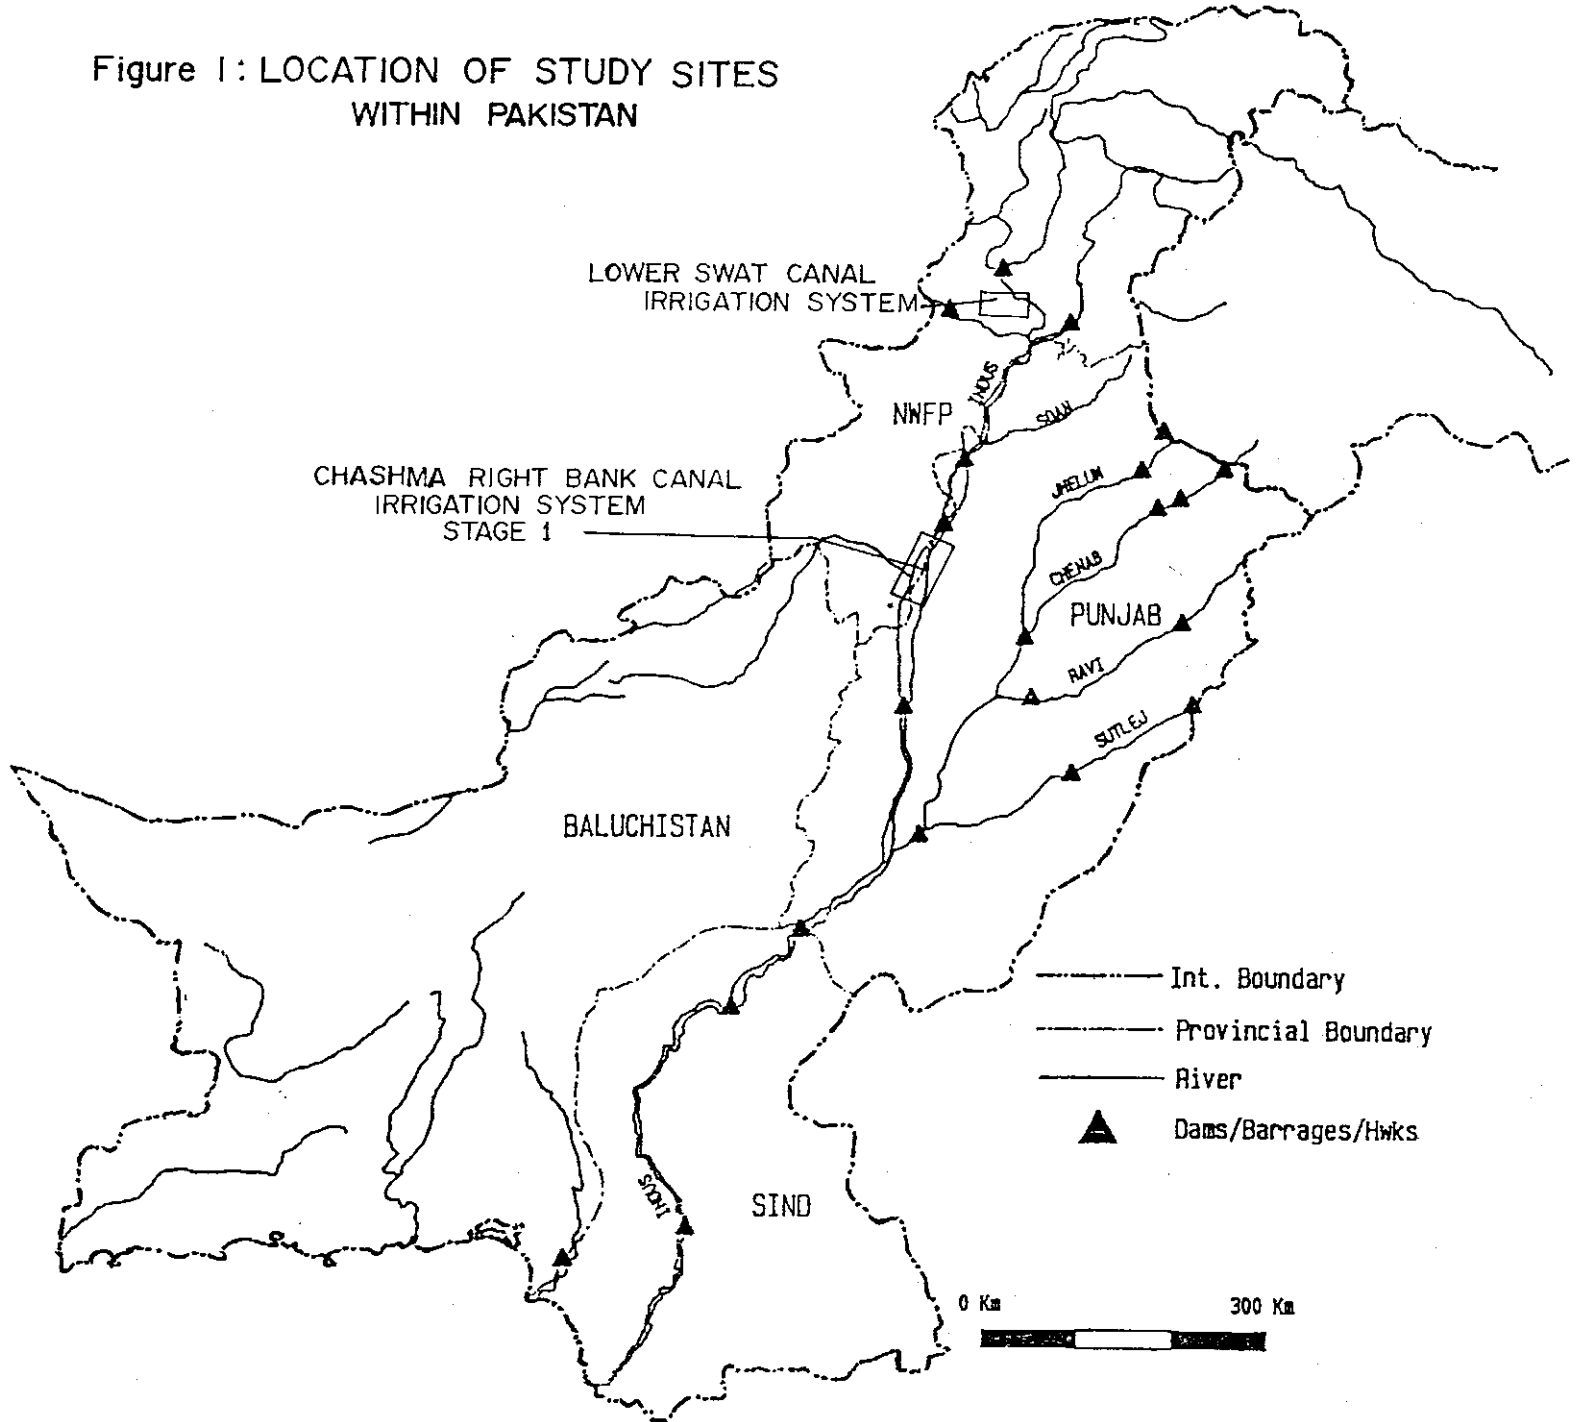 Figure 1: LOCATION OF STUDY SITES
WITHIN PAKISTAN
LOWER SWAT CANAL
IRRIGATION SYSTEM
INDUS
NWFP
SOAN
CHASHMA RIGHT BANK CANAL
IRRIGATION SYSTEM
STAGE 1
JHELUM
CHENAB
PUNJAB
RAVI
SUTLEJ
BALUCHISTAN
Int. Boundary
Provincial Boundary
River
Dams/Barrages/Hwks
INDUS
SIND
0 Km 300 Km